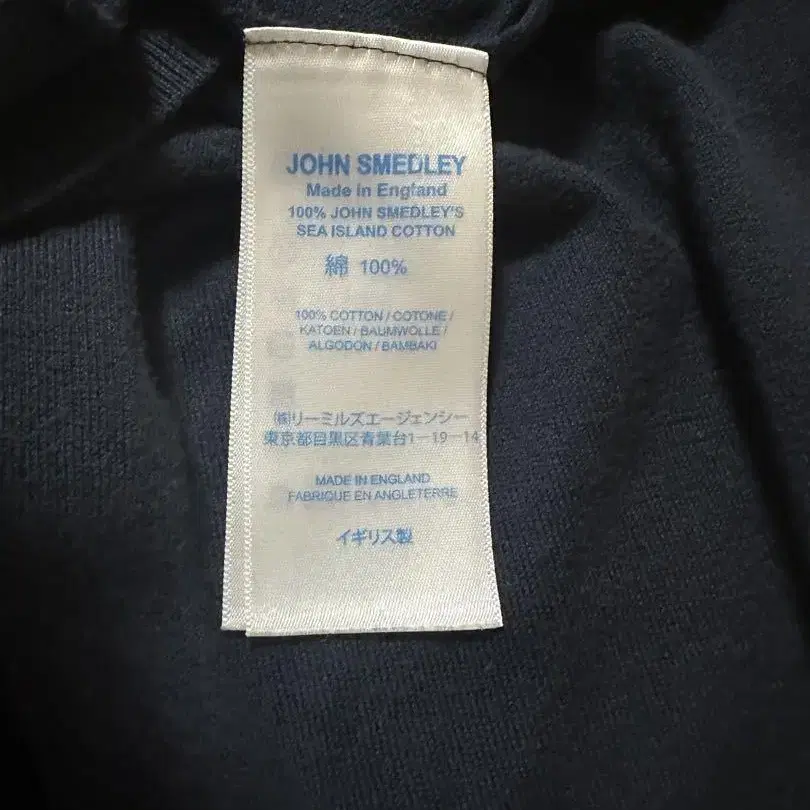 JOHN SMEDLEY
Made in England
100% JOHN SMEDLEY'S
SEA ISLAND COTTON
綿 100%
100% COTTON / COTONE /
KATOEN / BAUMWOLLE /
ALGODON / BAMBAKI
㈱リーミルズエージェンシー
東京都目黒区青葉台1-19-14
MADE IN ENGLAND
FABRIQUE EN ANGLETERRE
イギリス製